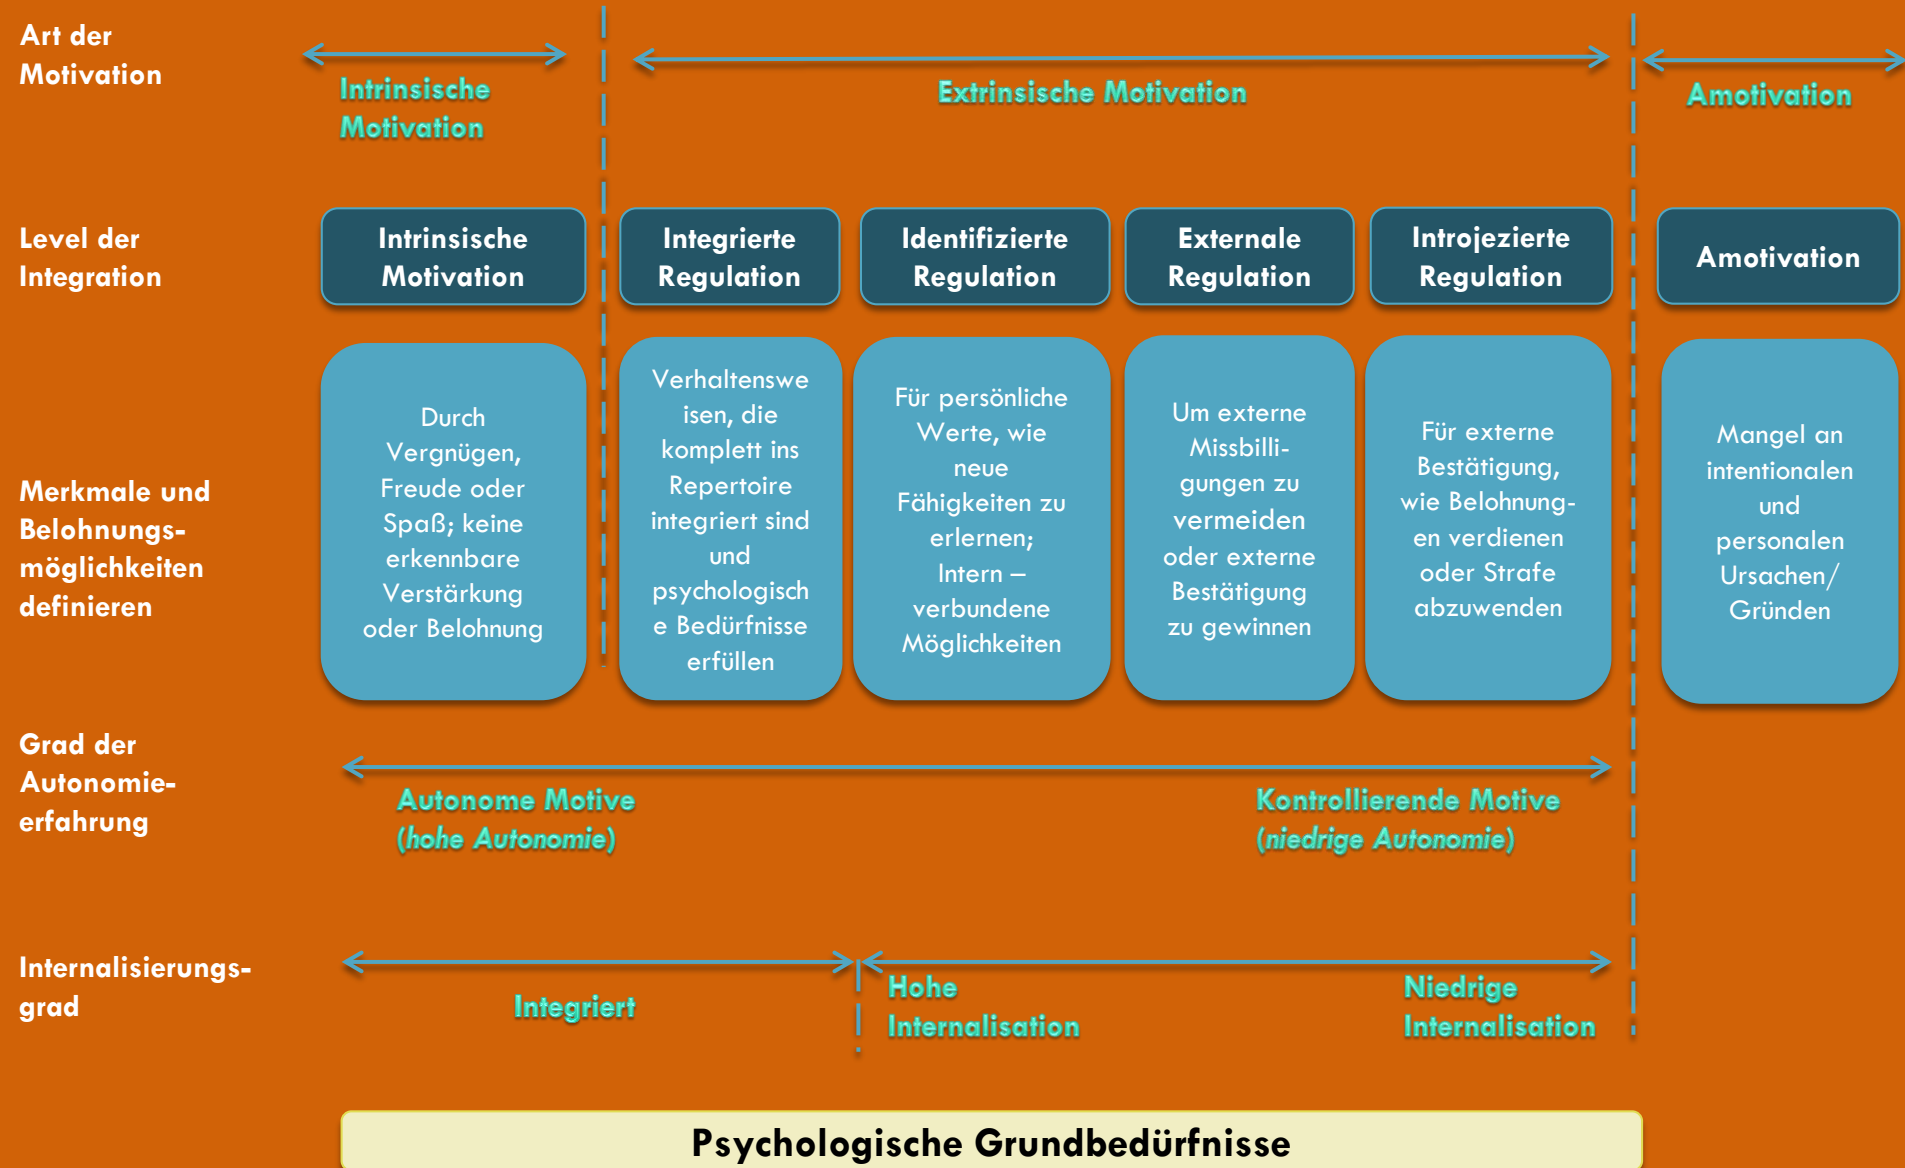 Art der
Motivation
Intrinsische
Motivation
Extrinsische Motivation
Amotivation
Level der
Integration
Intrinsische
Motivation
Integrierte
Regulation
Identifizierte
Regulation
Externale
Regulation
Introjezierte
Regulation
Amotivation
Merkmale und
Belohnungs-
möglichkeiten
definieren
Durch
Vergnügen,
Freude oder
Spaß; keine
erkennbare
Verstärkung
oder Belohnung
Verhaltenswe
isen, die
komplett ins
Repertoire
integriert sind
und
psychologisch
e Bedürfnisse
erfüllen
Für persönliche
Werte, wie
neue
Fähigkeiten zu
erlernen;
Intern –
verbundene
Möglichkeiten
Um externe
Missbilli-
gungen zu
vermeiden
oder externe
Bestätigung
zu gewinnen
Für externe
Bestätigung,
wie Belohnung-
en verdienen
oder Strafe
abzuwenden
Mangel an
intentionalen
und
personalen
Ursachen/
Gründen
Grad der
Autonomie-
erfahrung
Autonome Motive
(hohe Autonomie)
Kontrollierende Motive
(niedrige Autonomie)
Internalisierungs-
grad
Integriert
Hohe
Internalisation
Niedrige
Internalisation
Psychologische Grundbedürfnisse